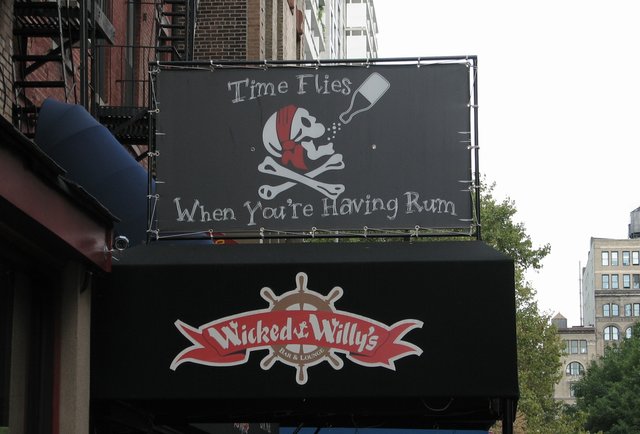 Time Flies
When You're Having Rum
Wicked Willy's
Bar & Lounge